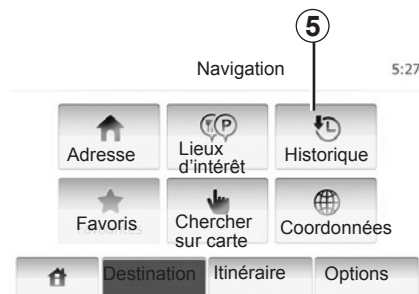 5
Navigation 5:27
Adresse
Lieux
d'intérêt
Historique
Favoris
Chercher
sur carte
Coordonnées
Destination Itinéraire Options